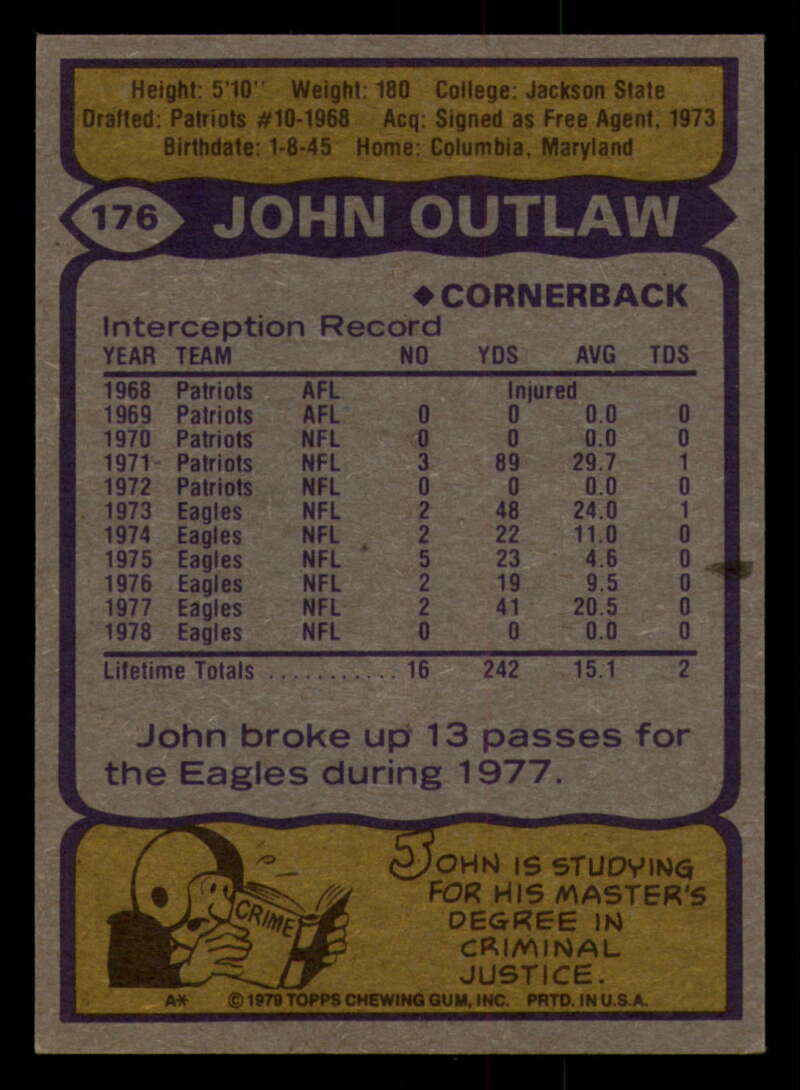 Height: 5'10" Weight: 180 College: Jackson State
Drafted: Patriots #10-1968 Acq: Signed as Free Agent, 1973
Birthdate: 1-8-45 Home: Columbia, Maryland
176 JOHN OUTLAW
◆CORNERBACK
Interception Record
YEAR TEAM NO YDS AVG TDS
1968 Patriots AFL Injured
1969 Patriots AFL 0 0 0.0 0
1970 Patriots NFL 0 0 0.0 0
1971 Patriots NFL 3 89 29.7 1
1972 Patriots NFL 0 0 0.0 0
1973 Eagles NFL 2 48 24.0 1
1974 Eagles NFL 2 22 11.0 0
1975 Eagles NFL 5 23 4.6 0
1976 Eagles NFL 2 19 9.5 0
1977 Eagles NFL 2 41 20.5 0
1978 Eagles NFL 0 0 0.0 0
Lifetime Totals ........... 16 242 15.1 2
John broke up 13 passes for
the Eagles during 1977.
CRIME
JOHN IS STUDYING
FOR HIS MASTER'S
DEGREE IN
CRIMINAL
JUSTICE.
A* © 1979 TOPPS CHEWING GUM, INC. PRTD. IN U.S.A.